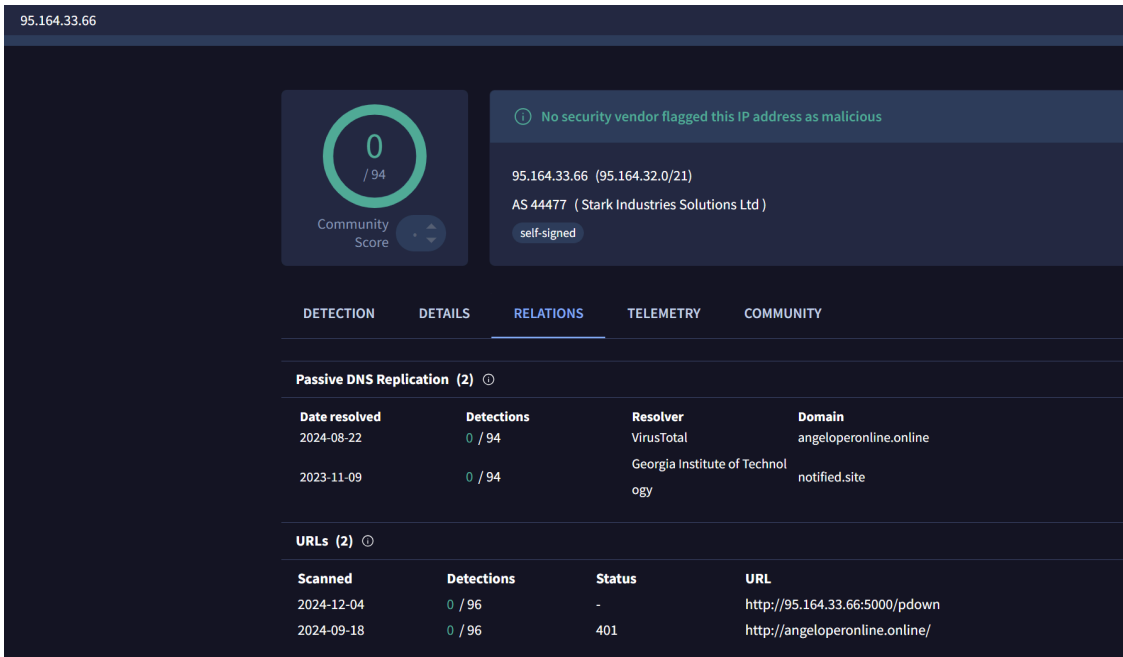 95.164.33.66
0
/ 94
Community
Score
No security vendor flagged this IP address as malicious
95.164.33.66 (95.164.32.0/21)
AS 44477 ( Stark Industries Solutions Ltd )
self-signed
DETECTION DETAILS RELATIONS TELEMETRY COMMUNITY
Passive DNS Replication (2)
Date resolved Detections Resolver Domain
2024-08-22 0 / 94 VirusTotal angeloperonline.online
2023-11-09 0 / 94 Georgia Institute of Technol
ogy notified.site
URLs (2)
Scanned Detections Status URL
2024-12-04 0 / 96 - http://95.164.33.66:5000/pdown
2024-09-18 0 / 96 401 http://angeloperonline.online/